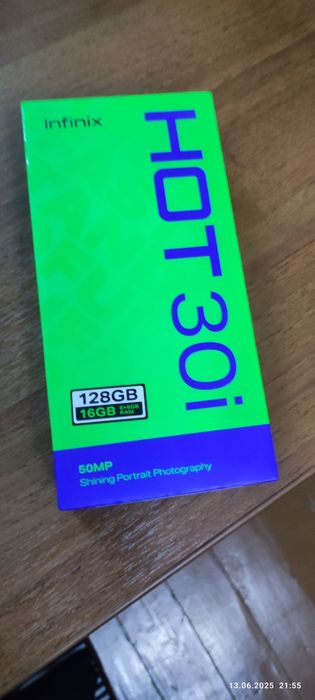 Infinix
HOT 30i
128GB
16GB 8+8GB RAM
50MP
Shining Portrait Photography
13.06.2025 21:55